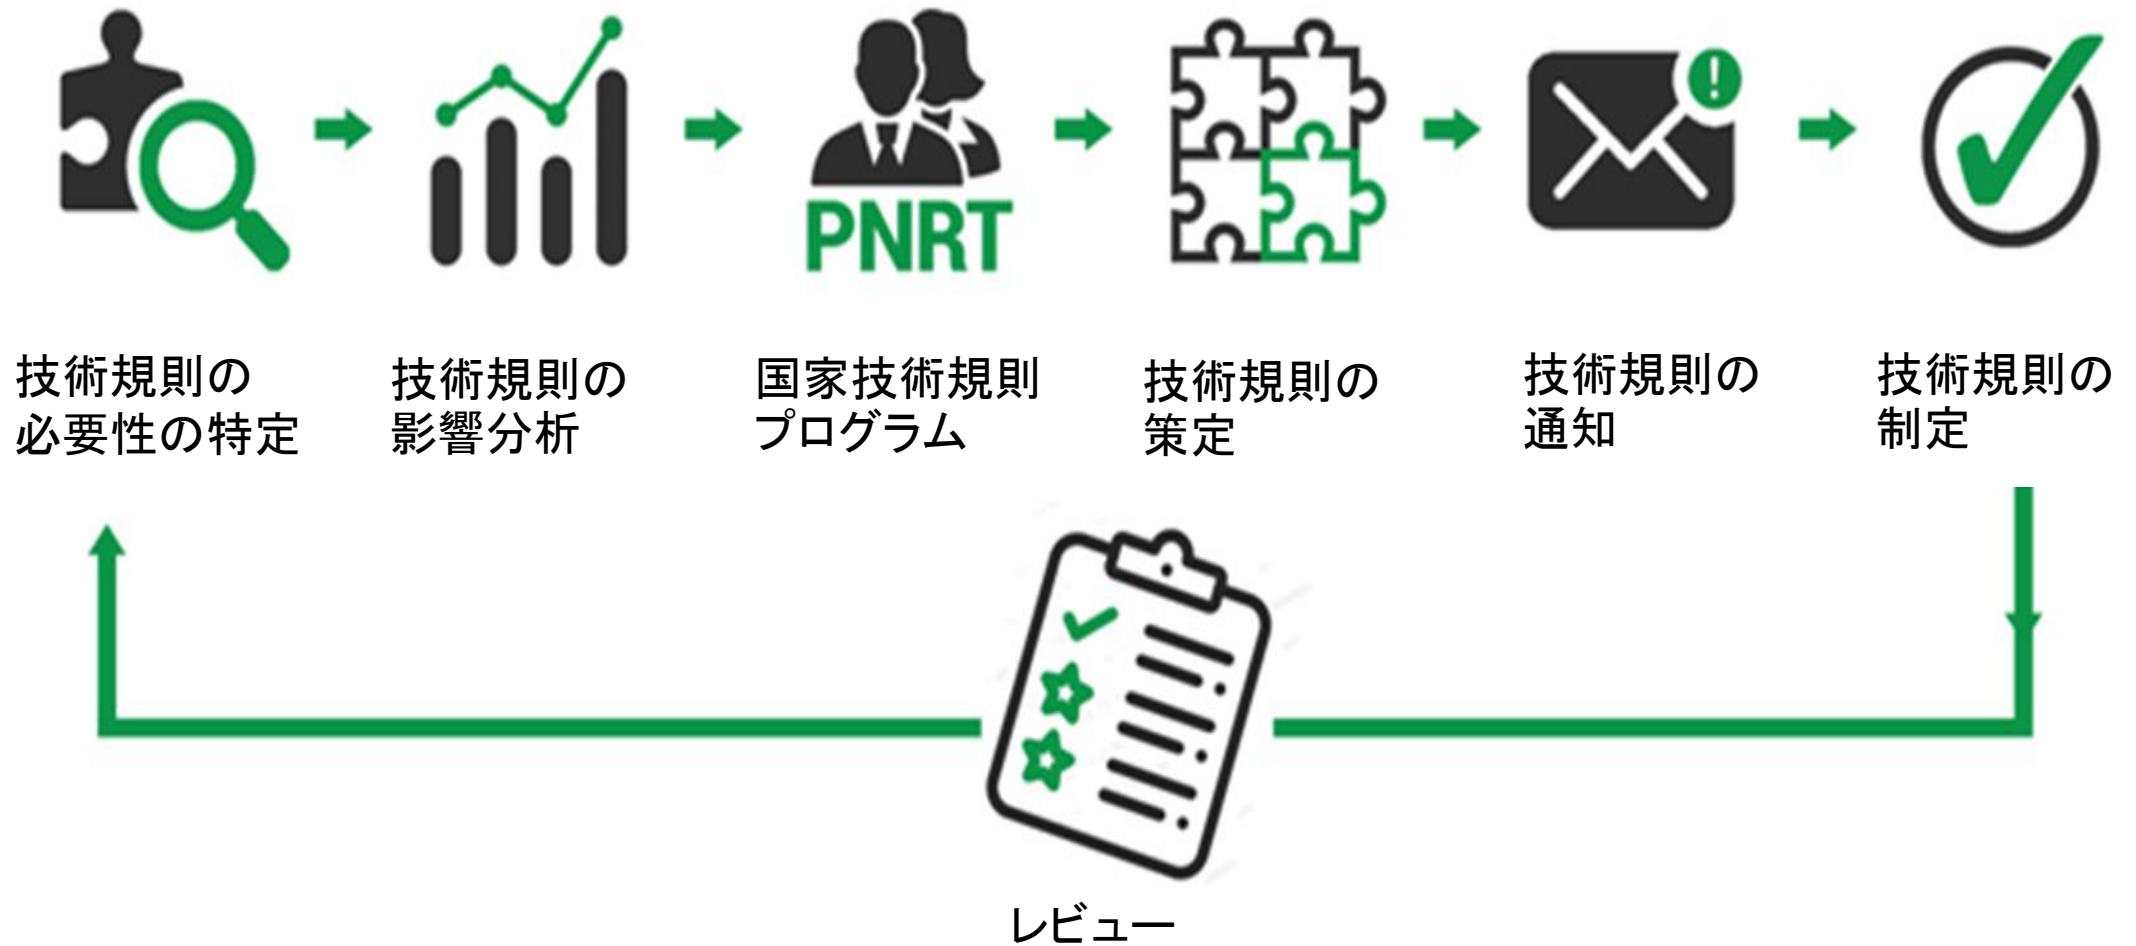 PNRT
技術規則の
必要性の特定
技術規則の
影響分析
国家技術規則
プログラム
技術規則の
策定
技術規則の
通知
技術規則の
制定
レビュー